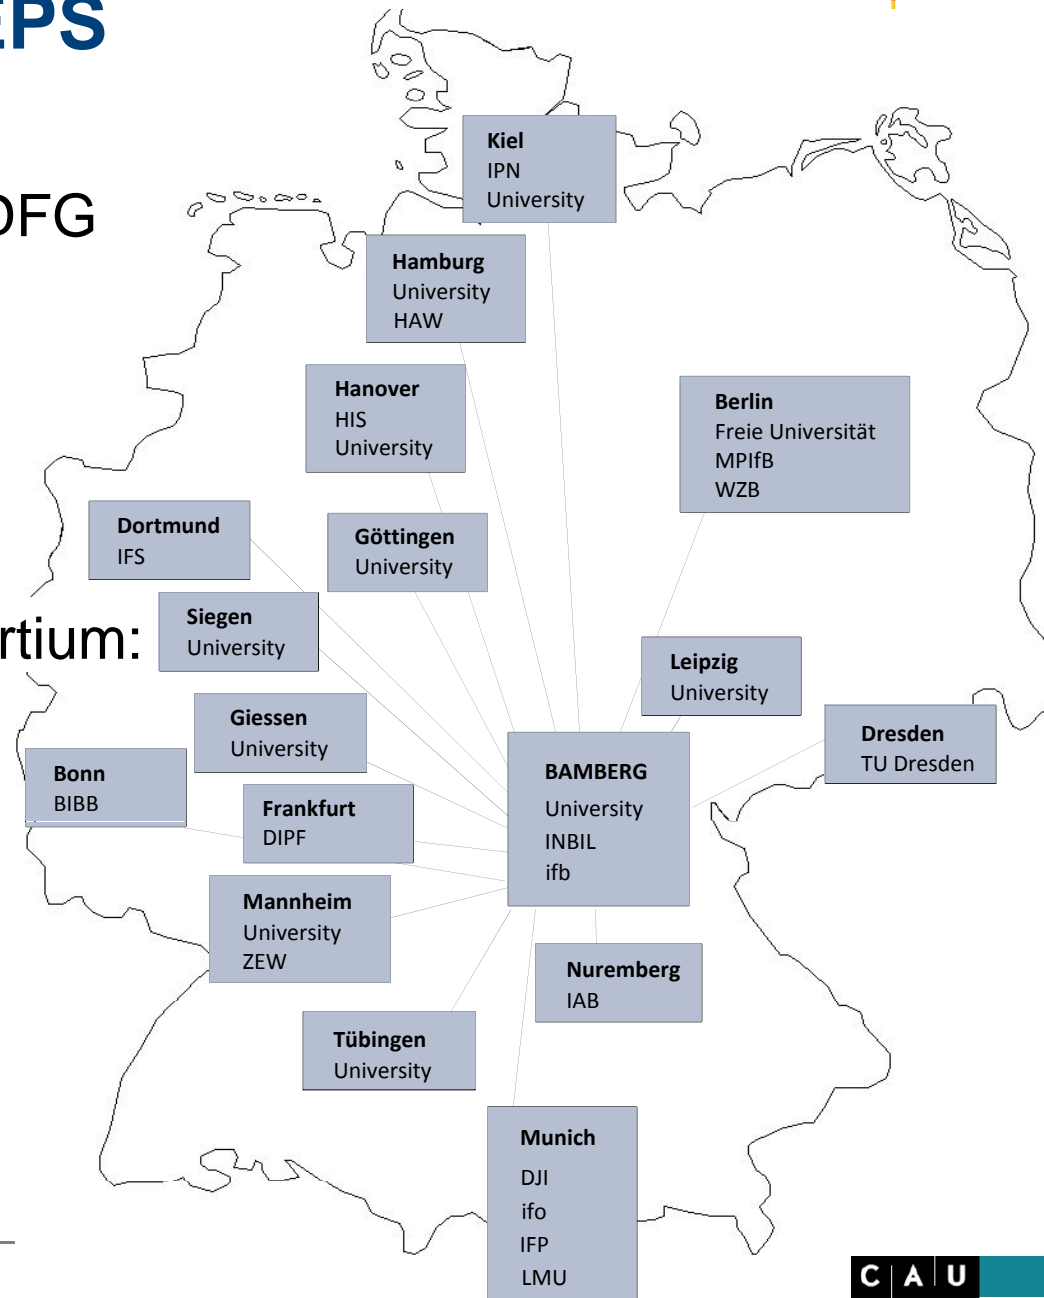 EPS
DFG
Kiel
IPN
University
Hamburg
University
HAW
Hanover
HIS
University
Berlin
Freie Universität
MPIfB
WZB
Dortmund
IFS
Göttingen
University
rtium:
Siegen
University
Leipzig
University
Giessen
University
Dresden
TU Dresden
Bonn
BIBB
BAMBERG
University
INBIL
ifb
Frankfurt
DIPF
Mannheim
University
ZEW
Nuremberg
IAB
Tübingen
University
Munich
DJI
ifo
IFP
LMU
CAU